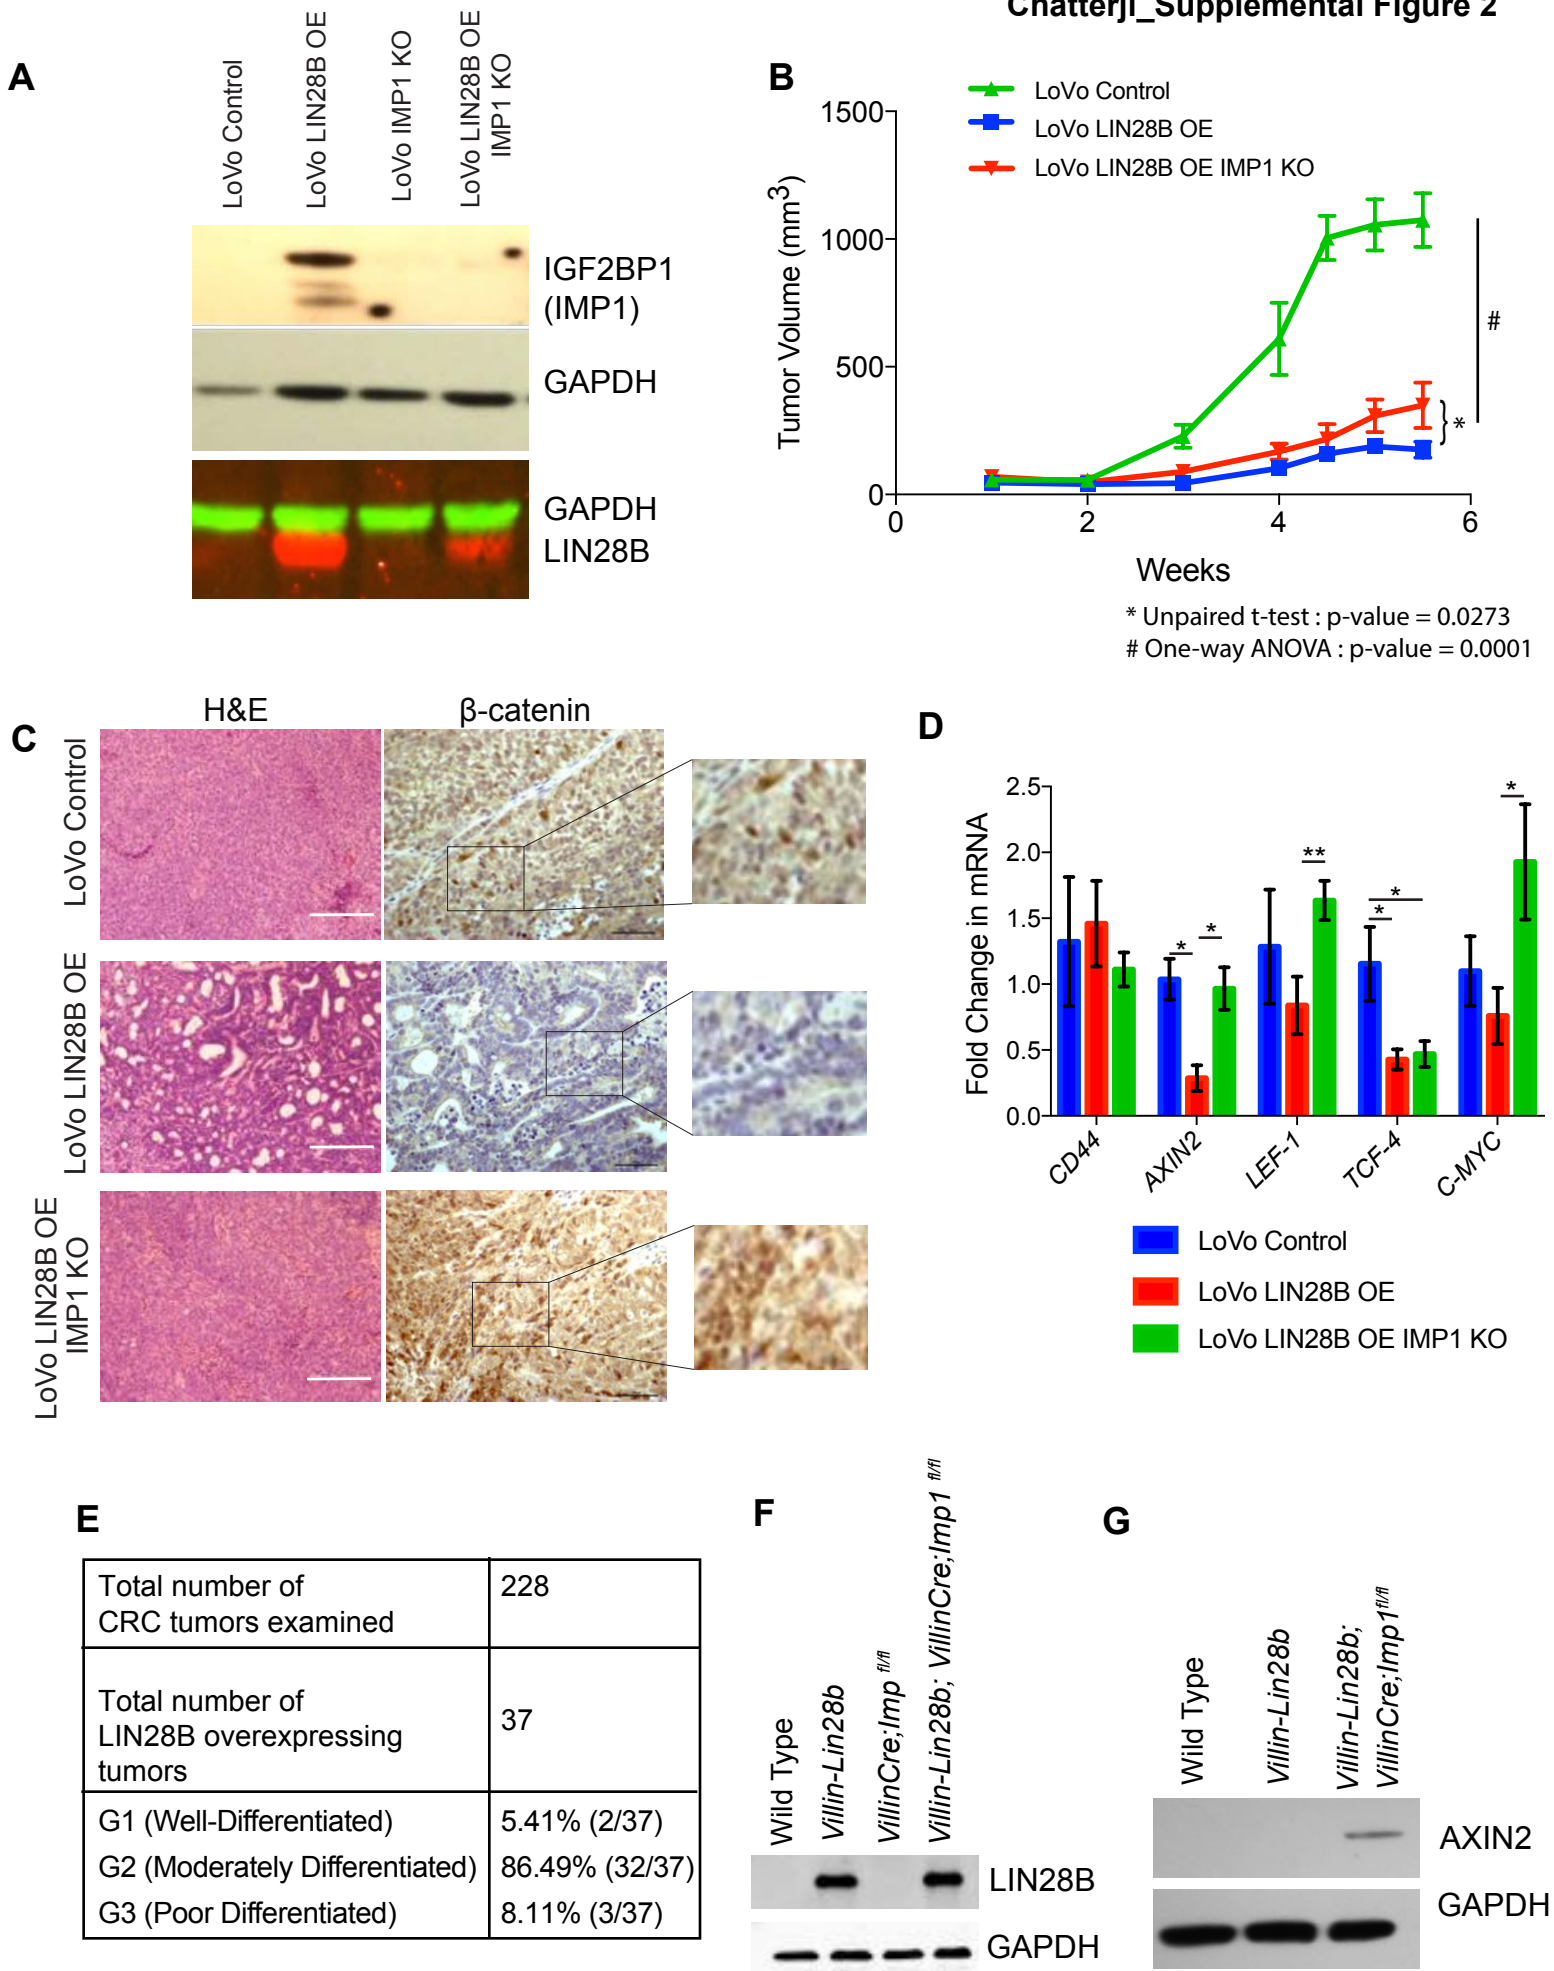 Chatterji_Supplemental Figure 2
A
LoVo Control
LoVo LIN28B OE
LoVo IMP1 KO
LoVo LIN28B OE
IMP1 KO
IGF2BP1
(IMP1)
GAPDH
GAPDH
LIN28B
B
LoVo Control
LoVo LIN28B OE
LoVo LIN28B OE IMP1 KO
Tumor Volume (mm3)
1500
1000
500
0
0
2
4
6
#
*
Weeks
* Unpaired t-test : p-value = 0.0273
# One-way ANOVA : p-value = 0.0001
C
H&E
β-catenin
LoVo Control
LoVo LIN28B OE
LoVo LIN28B OE
IMP1 KO
D
Fold Change in mRNA
2.5
2.0
1.5
1.0
0.5
0.0
*
*
**
*
*
*
CD44
AXIN2
LEF-1
TCF-4
C-MYC
LoVo Control
LoVo LIN28B OE
LoVo LIN28B OE IMP1 KO
E
Total number of
CRC tumors examined
228
Total number of
LIN28B overexpressing
tumors
37
G1 (Well-Differentiated)
5.41% (2/37)
G2 (Moderately Differentiated)
86.49% (32/37)
G3 (Poor Differentiated)
8.11% (3/37)
F
Wild Type
Villin-Lin28b
VillinCre;Imp fl/fl
Villin-Lin28b; VillinCre;Imp1 fl/fl
LIN28B
GAPDH
G
Wild Type
Villin-Lin28b
Villin-Lin28b;
VillinCre;Imp1fl/fl
AXIN2
GAPDH